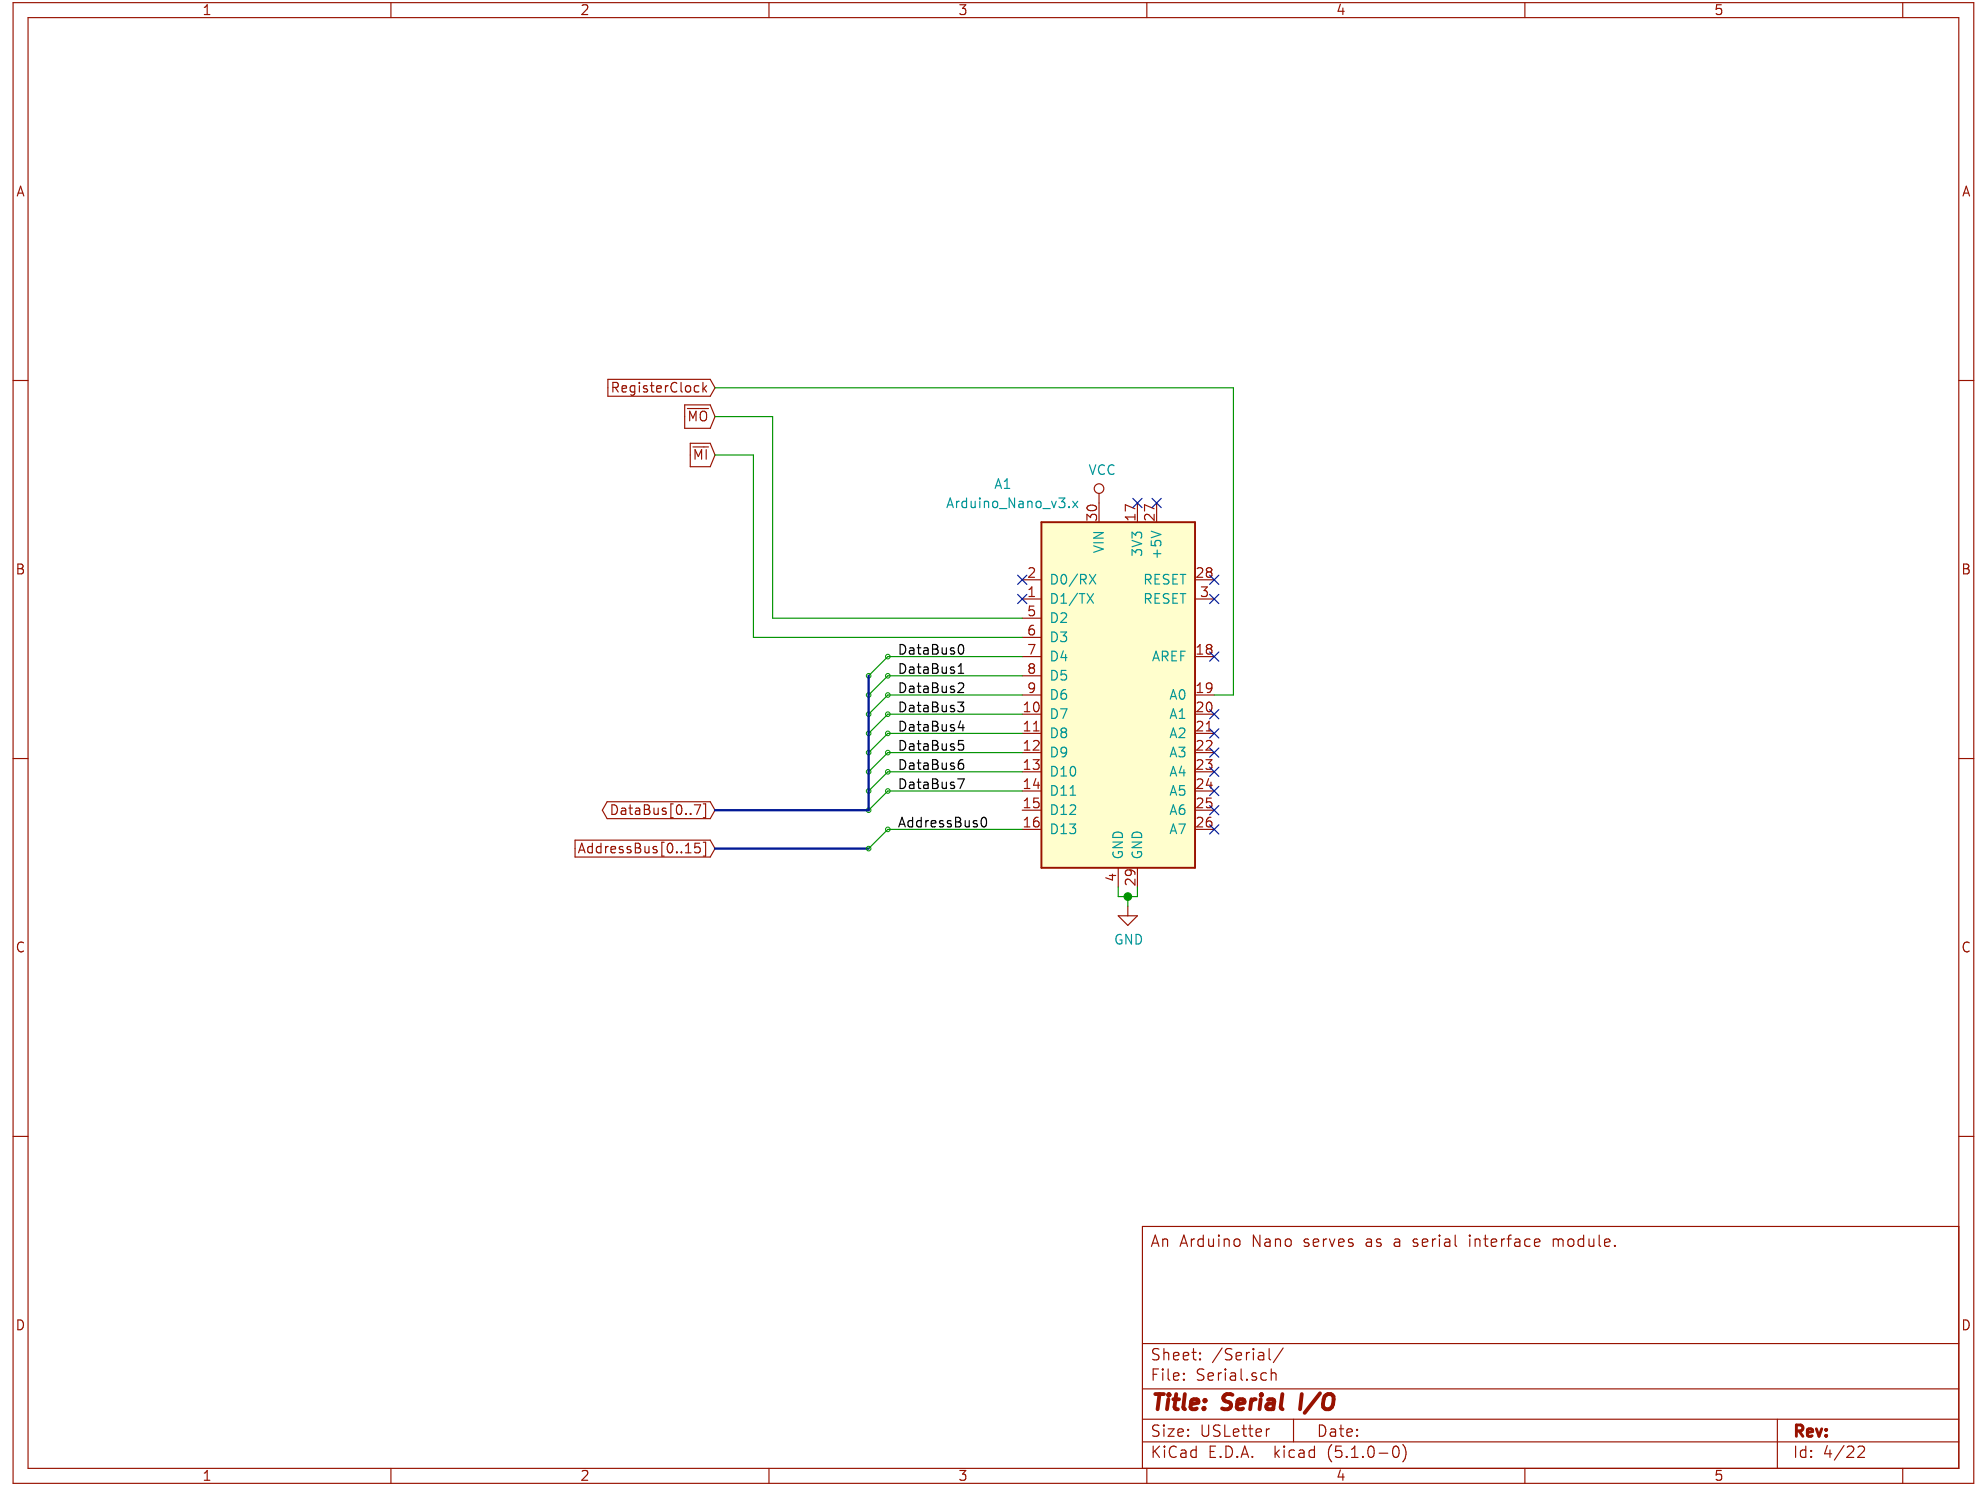 1 2 3 4 5
A A
RegisterClock
MO
MI
VCC
A1
Arduino_Nano_v3.x
30 17 27
VIN 3V3 +5V
B B
2 D0/RX RESET 28
1 D1/TX RESET 3
5 D2
6 D3
DataBus0 7 D4 AREF 18
DataBus1 8 D5
DataBus2 9 D6 A0 19
DataBus3 10 D7 A1 20
DataBus4 11 D8 A2 21
DataBus5 12 D9 A3 22
DataBus6 13 D10 A4 23
DataBus7 14 D11 A5 24
DataBus[0..7] 15 D12 A6 25
AddressBus0 16 D13 A7 26
AddressBus[0..15]
GND GND
4 29
GND
C C
An Arduino Nano serves as a serial interface module.
D D
Sheet: /Serial/
File: Serial.sch
Title: Serial I/O
Size: USLetter Date: Rev:
KiCad E.D.A. kicad (5.1.0-0) Id: 4/22
1 2 3 4 5